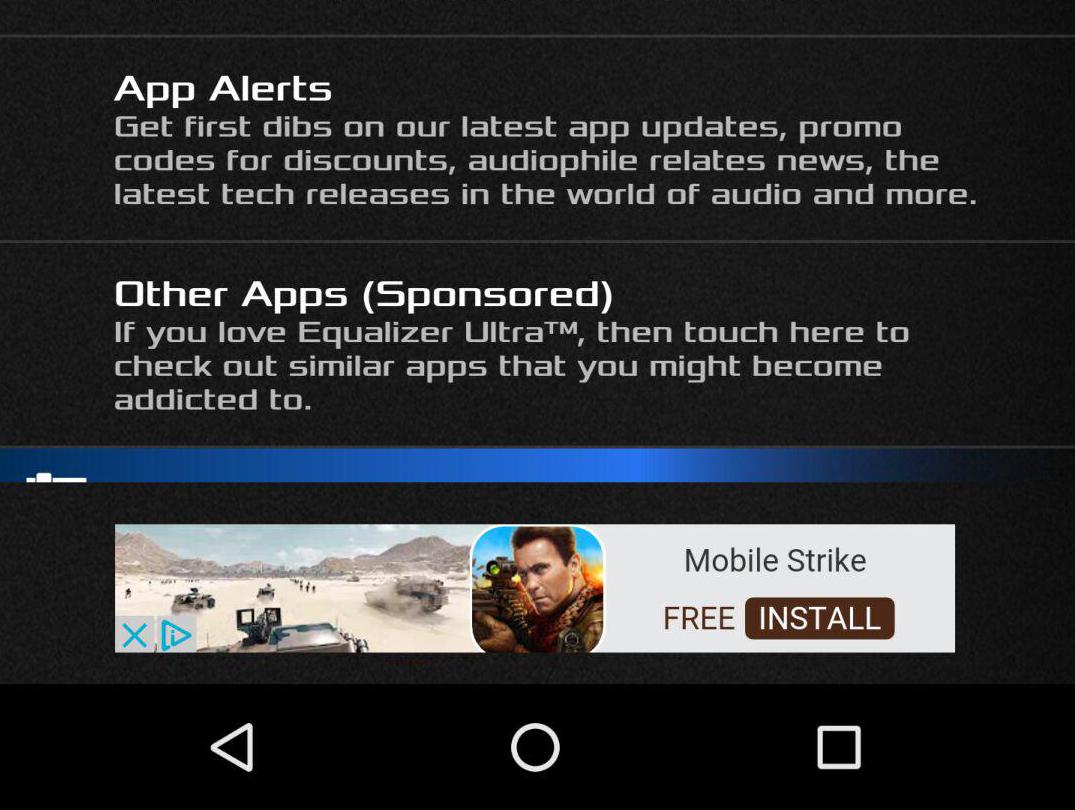 App Alerts
Get first dibs on our latest app updates, promo
codes for discounts, audiophile relates news, the
latest tech releases in the world of audio and more.
Other Apps (Sponsored)
If you love Equalizer Ultra™, then touch here to
check out similar apps that you might become
addicted to.
Mobile Strike
FREE INSTALL